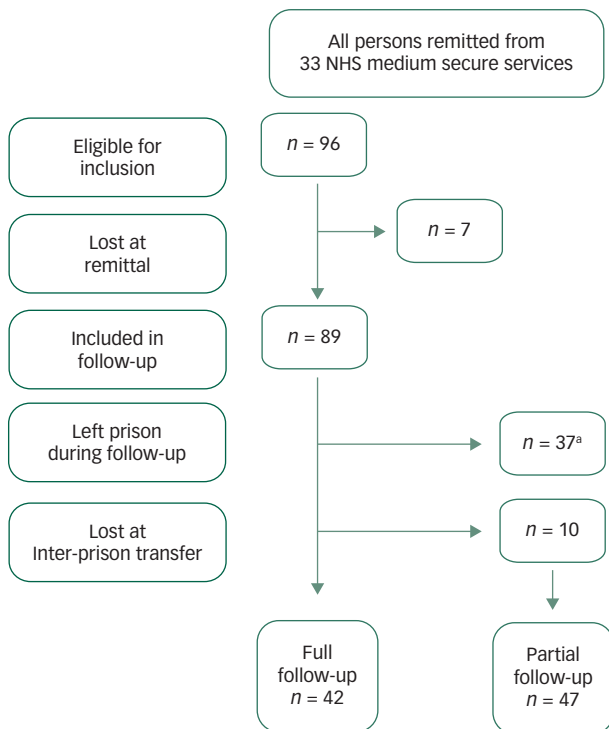 All persons remitted from
33 NHS medium secure services
Eligible for
inclusion
n = 96
Lost at
remittal
n = 7
Included in
follow-up
n = 89
Left prison
during follow-up
n = 37ᵃ
Lost at
Inter-prison transfer
n = 10
Full
follow-up
n = 42
Partial
follow-up
n = 47